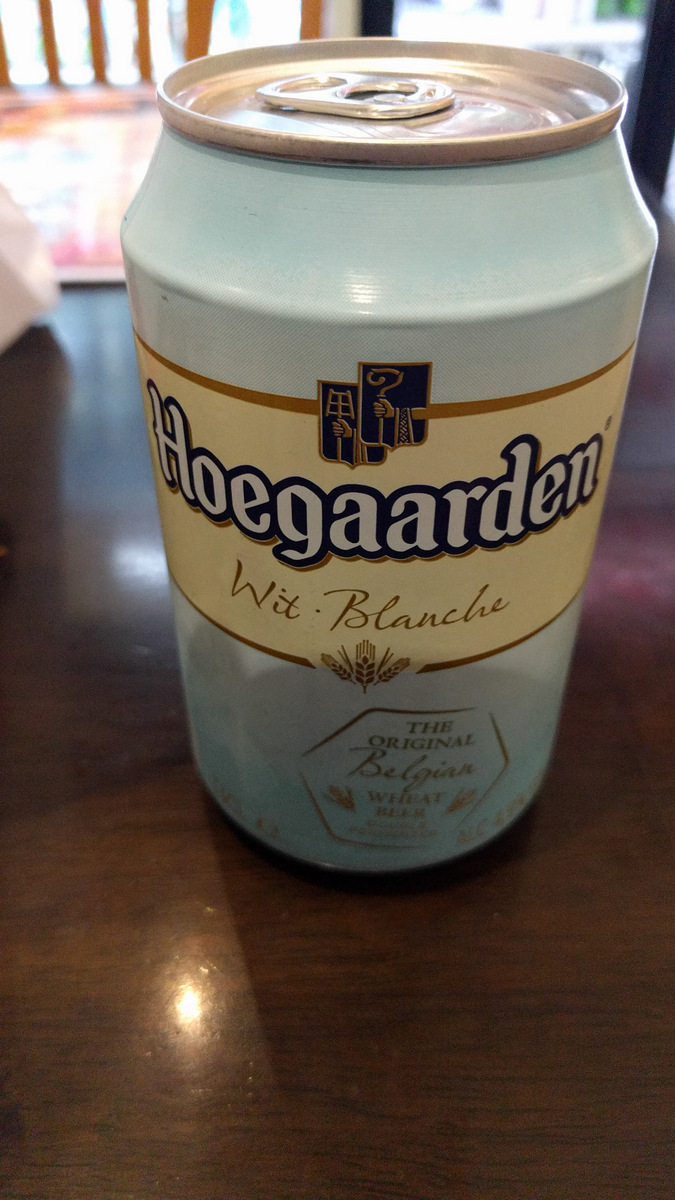 Hoegaarden®
Wit · Blanche
THE
ORIGINAL
Belgian
WHEAT
BEER